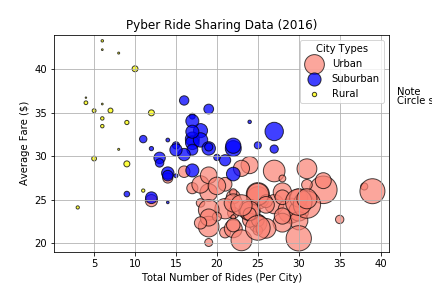 Pyber Ride Sharing Data (2016)
City Types
Urban
Suburban
Rural
Note
Circle s
Average Fare ($)
40
35
30
25
20
5 10 15 20 25 30 35 40
Total Number of Rides (Per City)